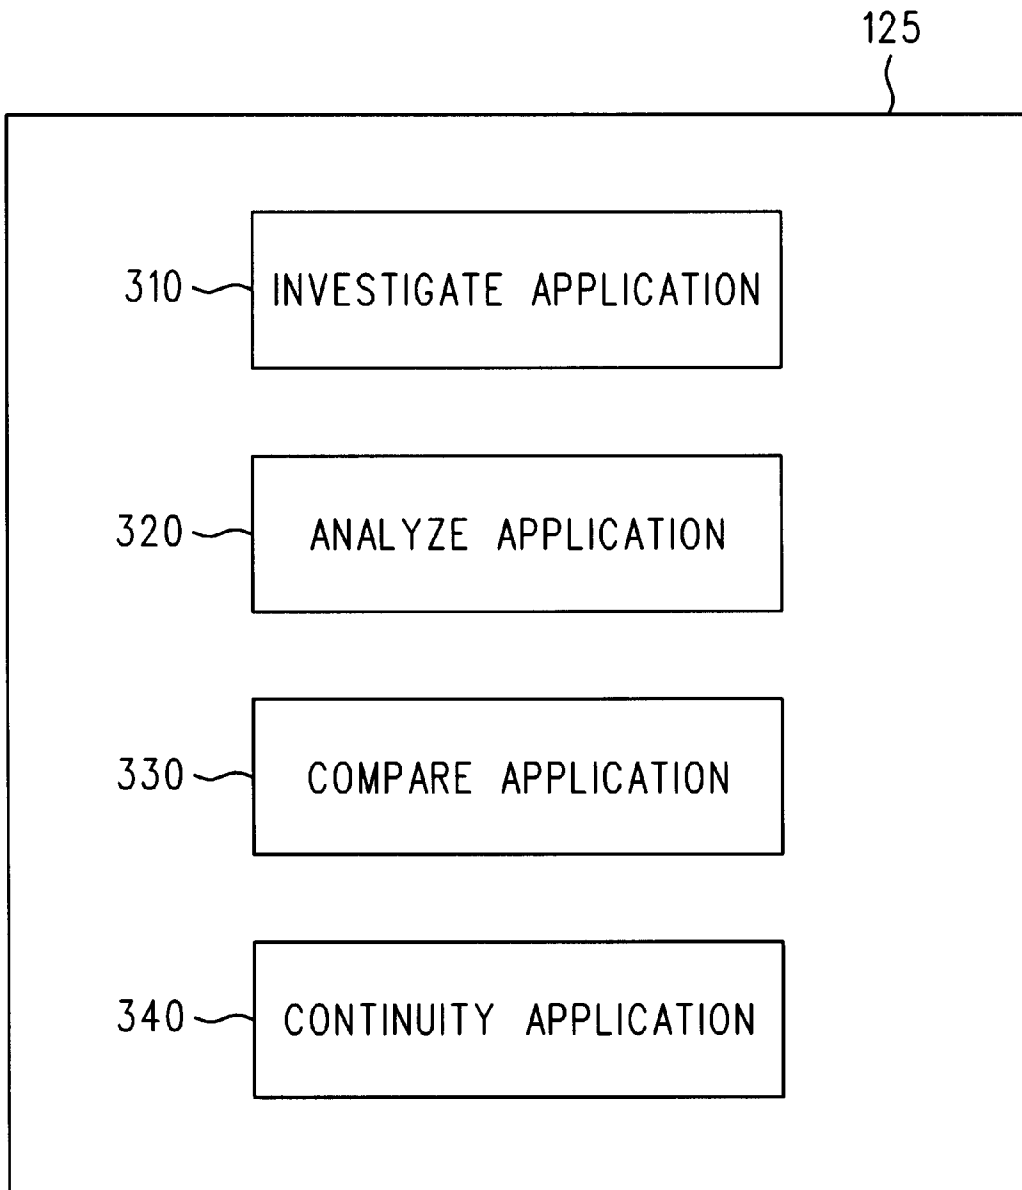 125
310 INVESTIGATE APPLICATION
320 ANALYZE APPLICATION
330 COMPARE APPLICATION
340 CONTINUITY APPLICATION